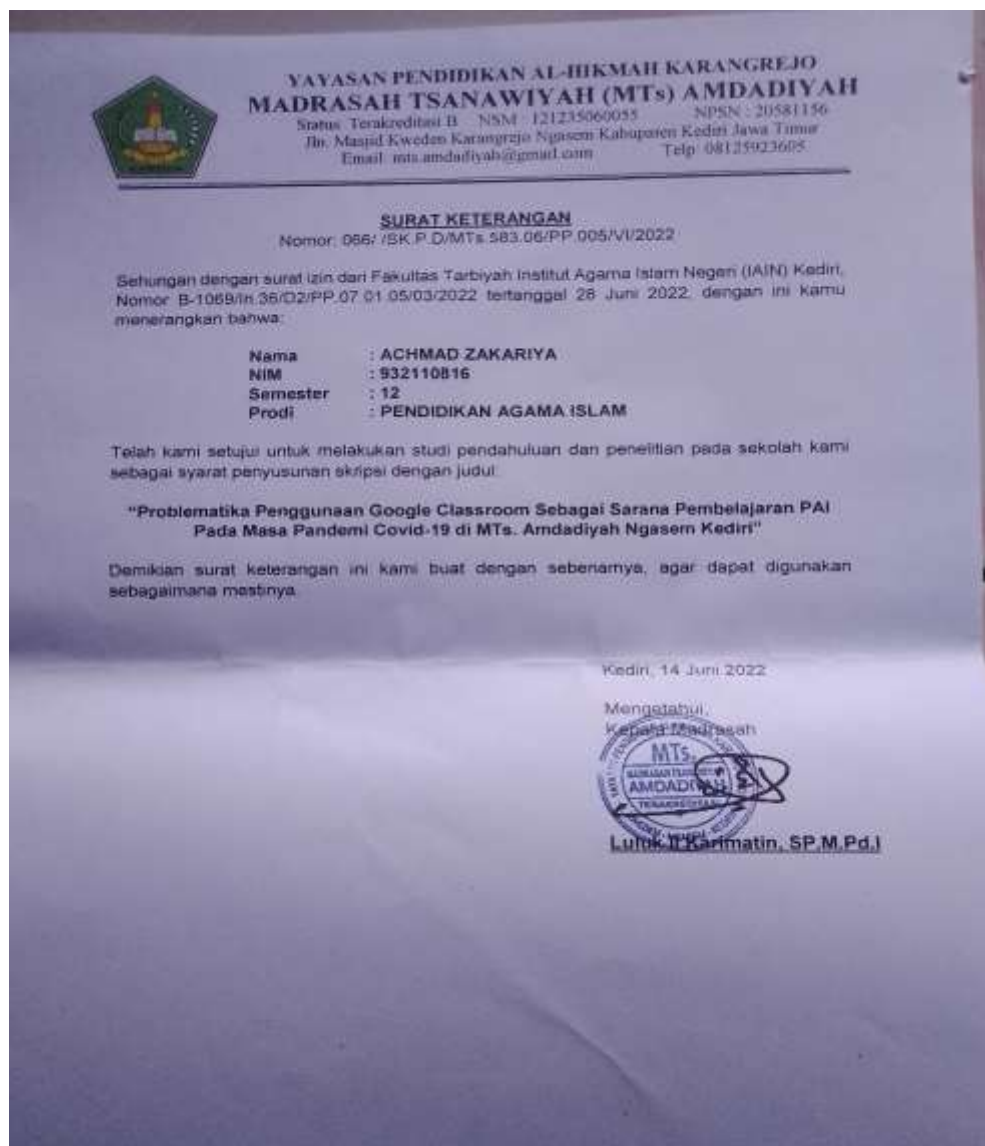 YAYASAN PENDIDIKAN AL-HIKMAH KARANGREJO
MADRASAH TSANAWIYAH (MTs) AMDADIYAH
Status Terakreditasi B NSM : 121235060055 NPSN : 20581156
Jln. Masjid Kweden Karangrejo Ngasem Kabupaten Kediri Jawa Timur
Email: mts.amdadiyah@gmail.com Telp: 08125923605
SURAT KETERANGAN
Nomor: 066/ /SK.P.D/MTs.583.06/PP.005/VI/2022
Sehungan dengan surat izin dari Fakultas Tarbiyah Institut Agama Islam Negeri (IAIN) Kediri,
Nomor B-1069/In.36/D2/PP.07.01.05/03/2022 tertanggal 28 Juni 2022, dengan ini kamu
menerangkan bahwa:
Nama : ACHMAD ZAKARIYA
NIM : 932110816
Semester : 12
Prodi : PENDIDIKAN AGAMA ISLAM
Telah kami setujui untuk melakukan studi pendahuluan dan penelitian pada sekolah kami
sebagai syarat penyusunan skripsi dengan judul:
"Problematika Penggunaan Google Classroom Sebagai Sarana Pembelajaran PAI
Pada Masa Pandemi Covid-19 di MTs. Amdadiyah Ngasem Kediri"
Demikian surat keterangan ini kami buat dengan sebenarnya, agar dapat digunakan
sebagaimana mestinya.
Kediri, 14 Juni 2022
Mengetahui,
Kepala Madrasah
MTs.
AMDADIYAH
Luluk Il Karimatin, SP.M.Pd.I